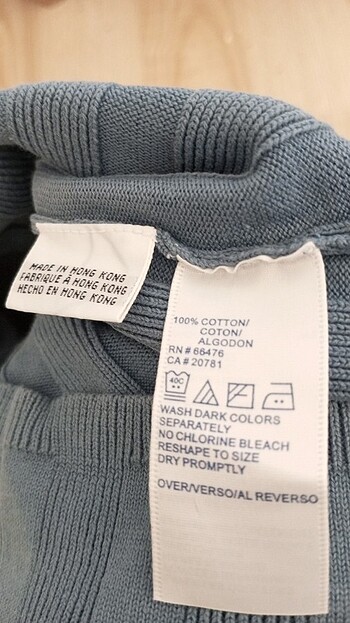 MADE IN HONG KONG
FABRIQUÉ À HONG KONG
HECHO EN HONG KONG
100% COTTON/
COTON/
ALGODON
RN # 66476
CA # 20781
40C
WASH DARK COLORS
SEPARATELY
NO CHLORINE BLEACH
RESHAPE TO SIZE
DRY PROMPTLY
OVER/VERSO/AL REVERSO